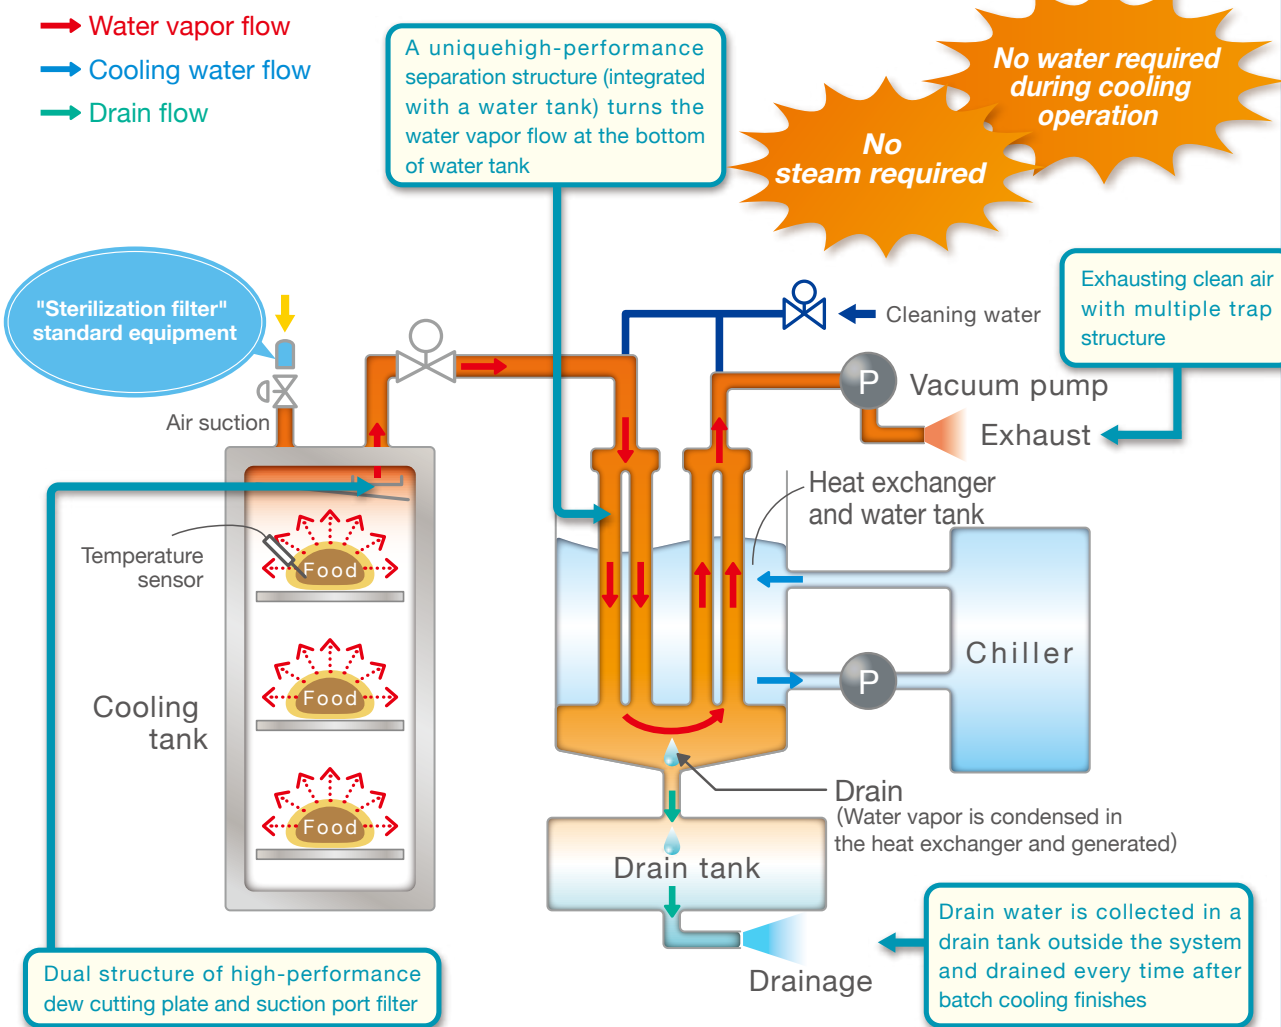 Water vapor flow
Cooling water flow
Drain flow
A uniquehigh-performance
separation structure (integrated
with a water tank) turns the
water vapor flow at the bottom
of water tank
No water required
during cooling
operation
No
steam required
"Sterilization filter"
standard equipment
Air suction
Cleaning water
Exhausting clean air
with multiple trap
structure
P
Vacuum pump
Exhaust
Heat exchanger
and water tank
Temperature
sensor
Food
Food
Food
Cooling
tank
Chiller
P
Drain
(Water vapor is condensed in
the heat exchanger and generated)
Drain tank
Drainage
Drain water is collected in a
drain tank outside the system
and drained every time after
batch cooling finishes
Dual structure of high-performance
dew cutting plate and suction port filter